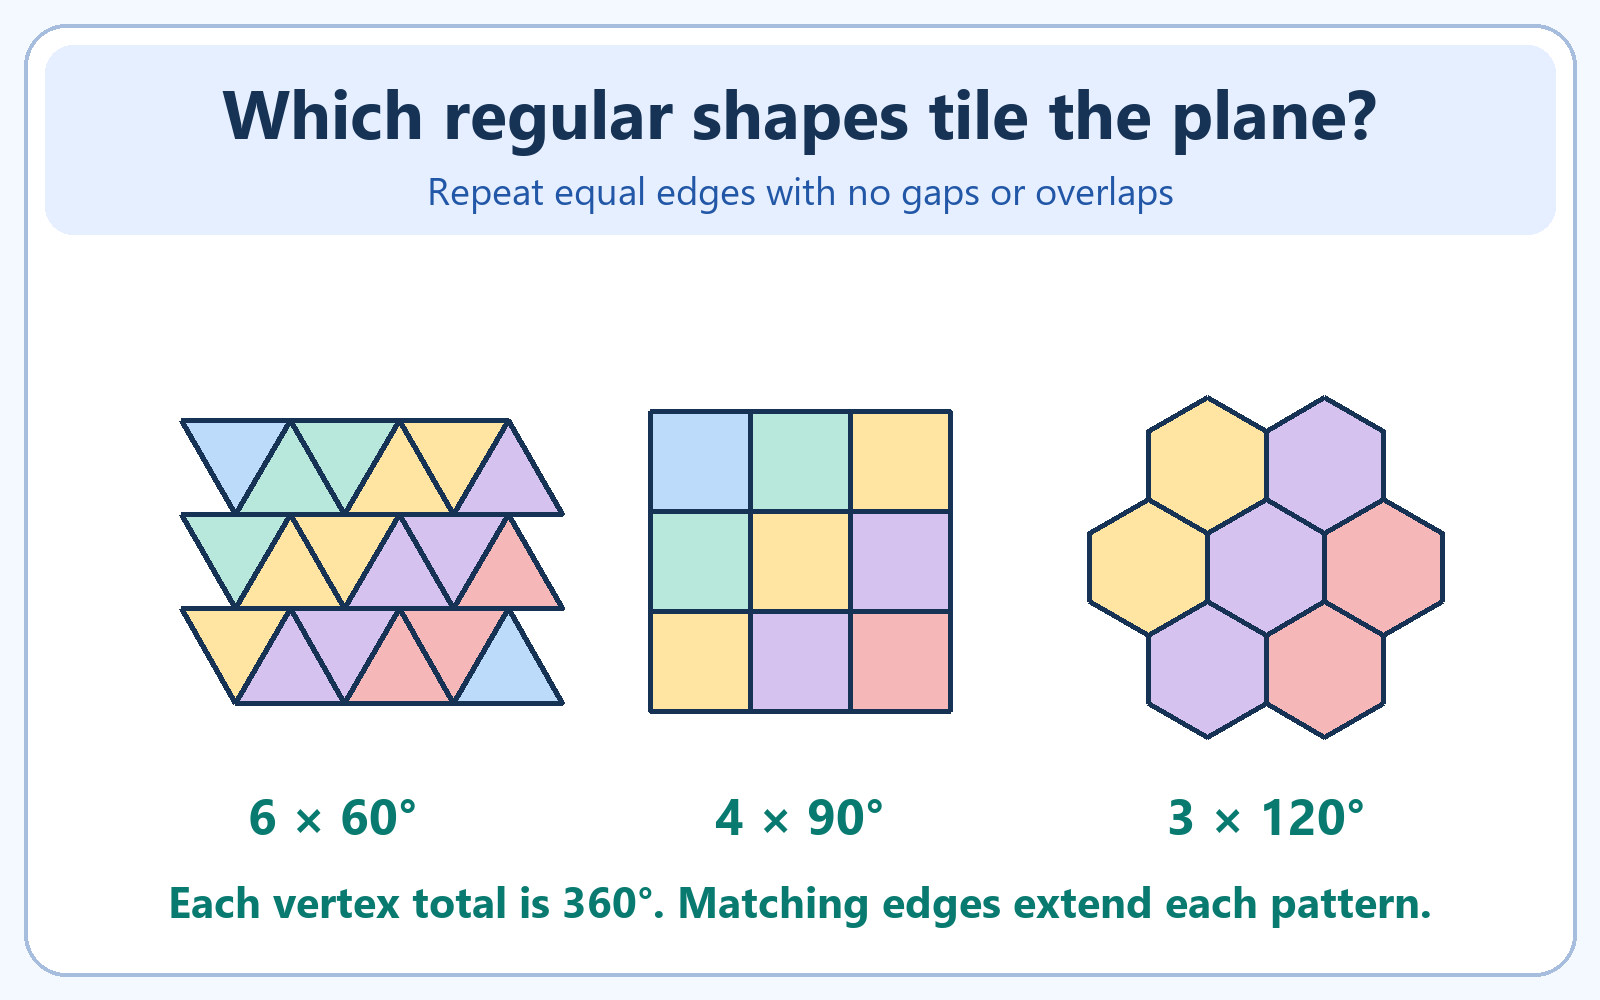 Which regular shapes tile the plane?
Repeat equal edges with no gaps or overlaps
6 × 60°
4 × 90°
3 × 120°
Each vertex total is 360°. Matching edges extend each pattern.